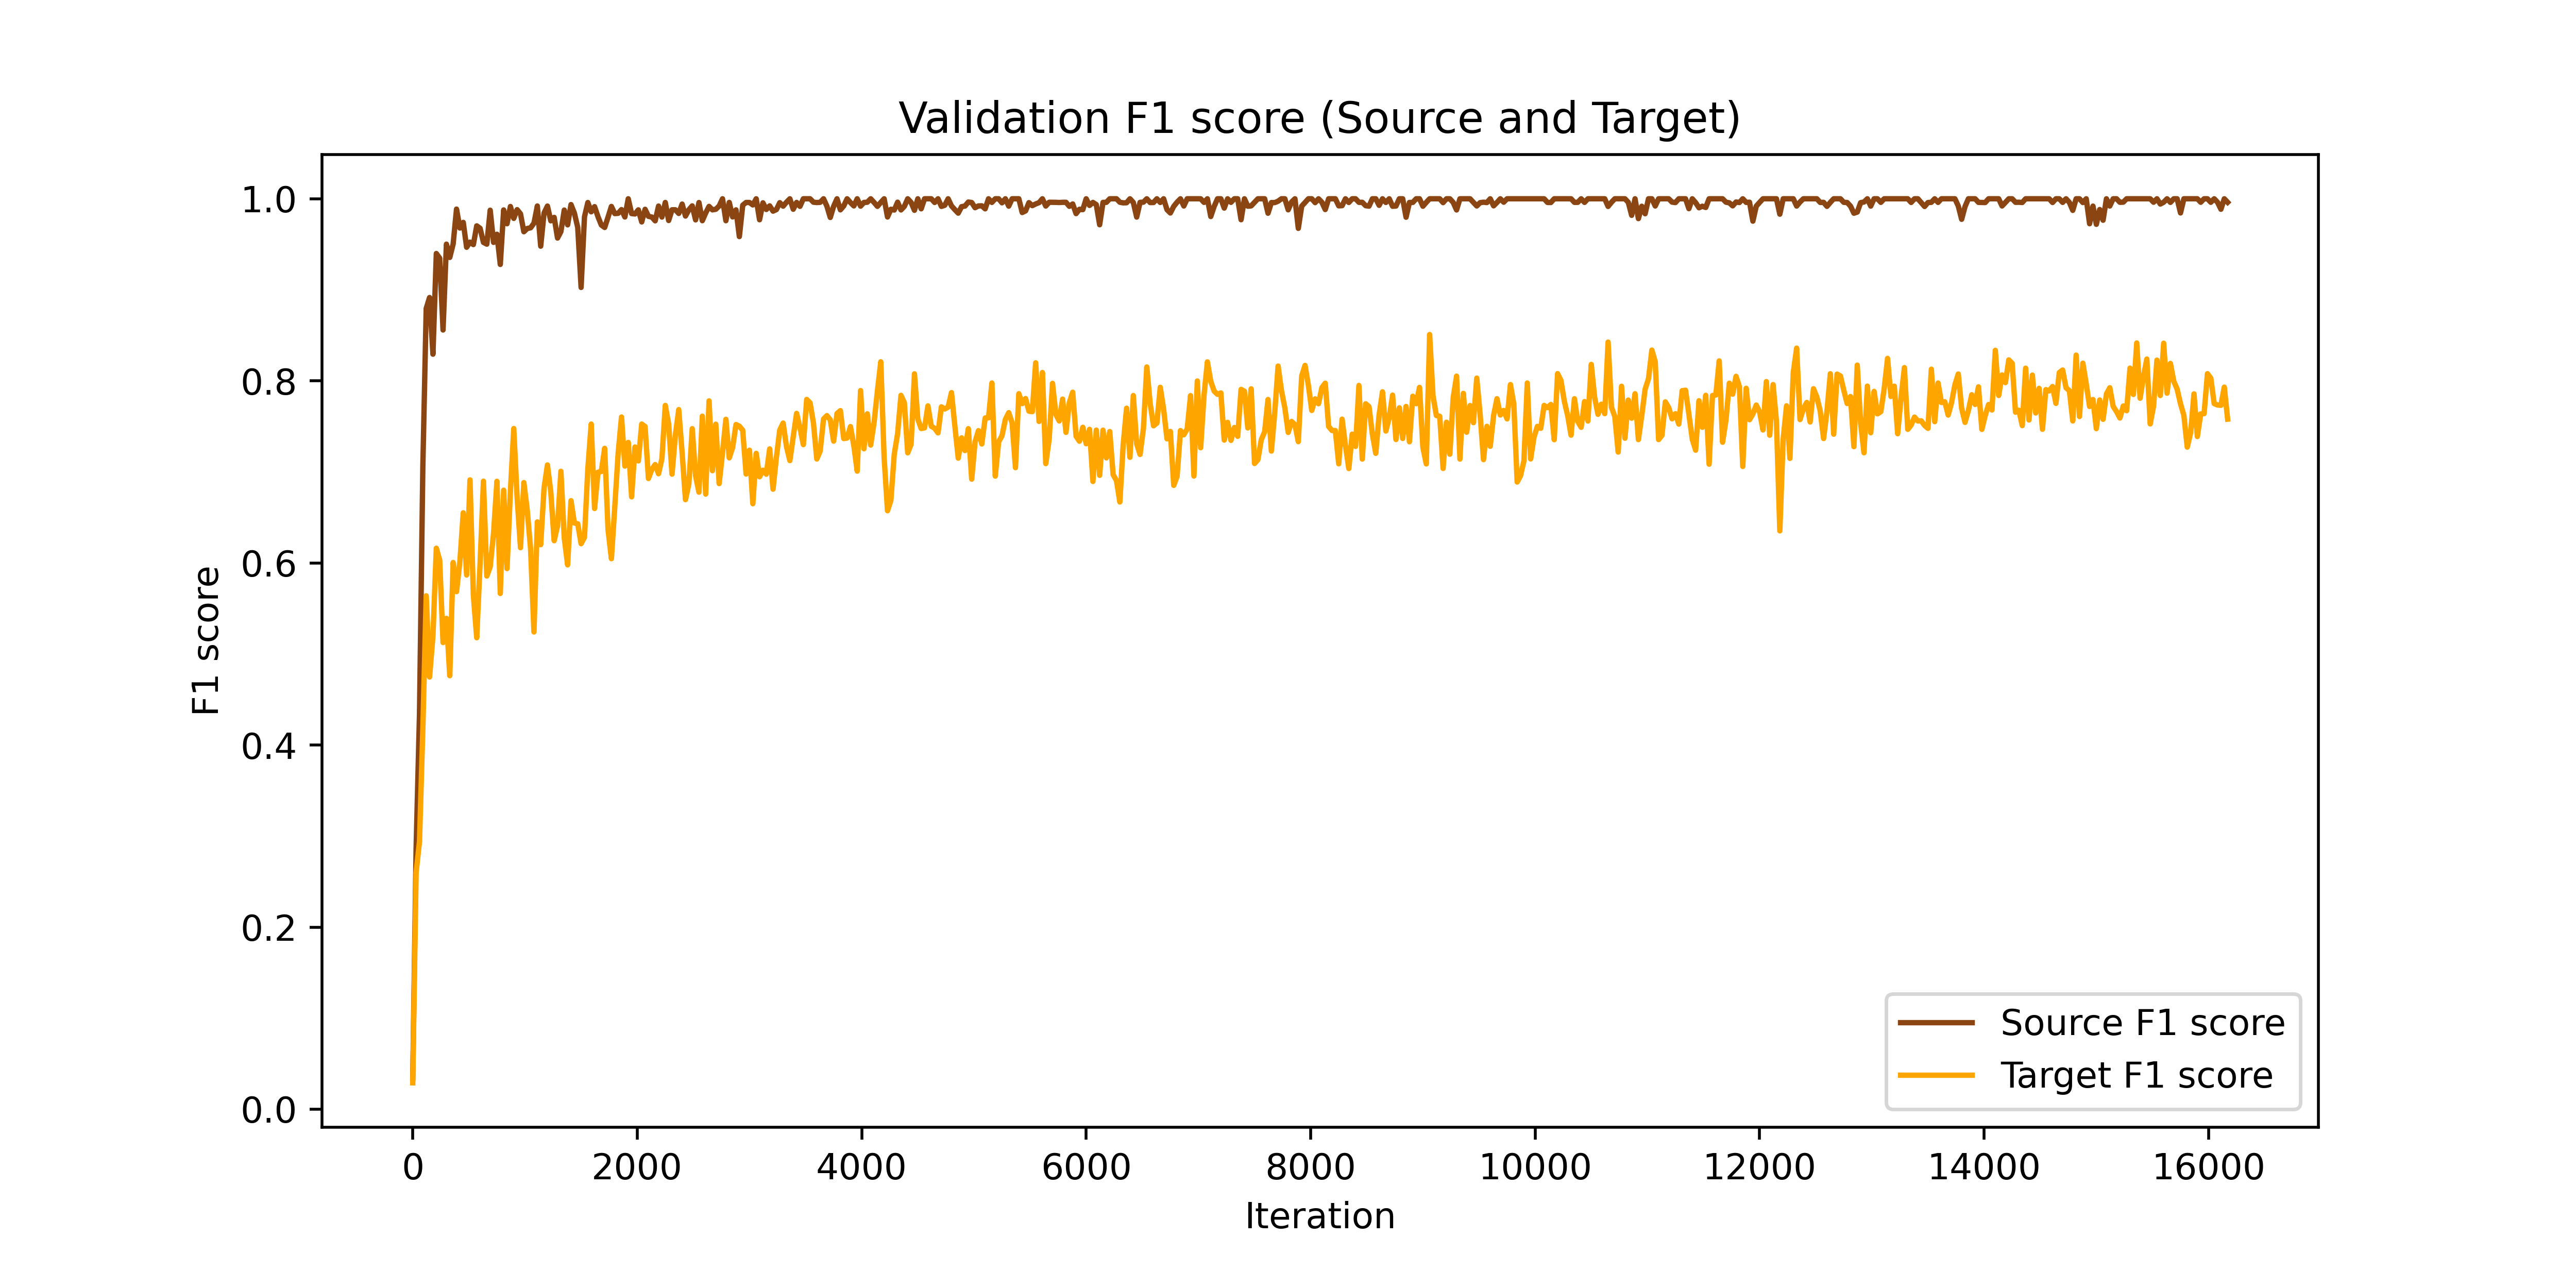 Validation F1 score (Source and Target)
1.0
0.8
0.6
0.4
0.2
0.0
F1 score
0 2000 4000 6000 8000 10000 12000 14000 16000
Iteration
Source F1 score
Target F1 score